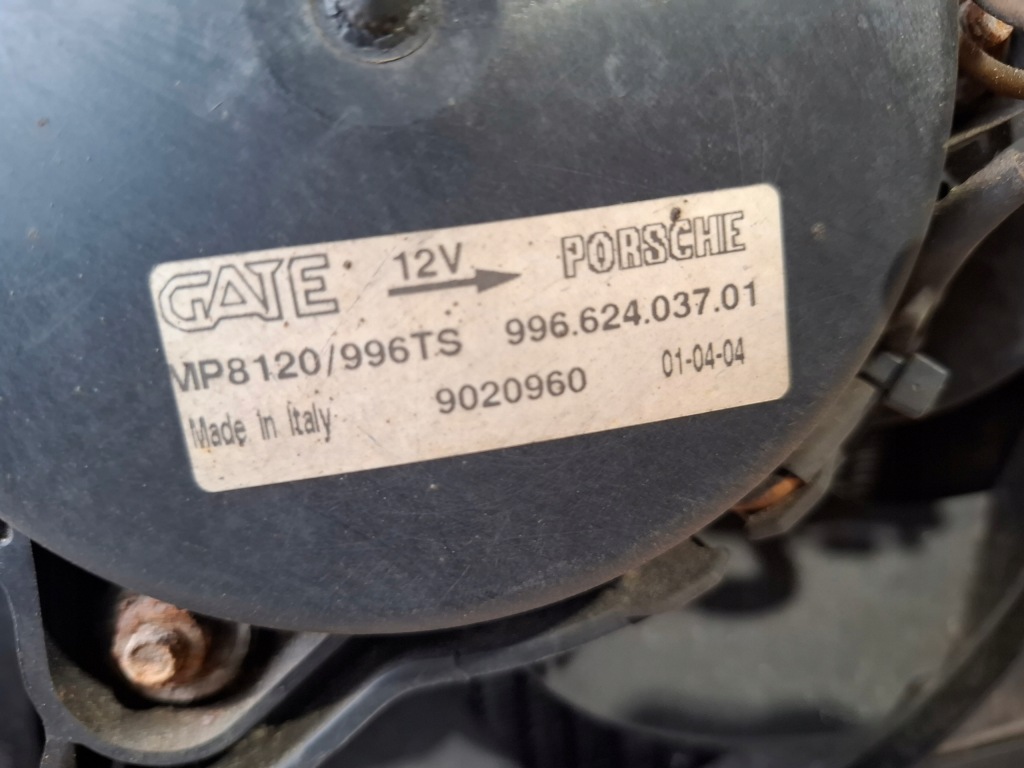 GATE 12V PORSCHE
MP8120/996TS 996.624.037.01
Made in Italy 9020960 01-04-04